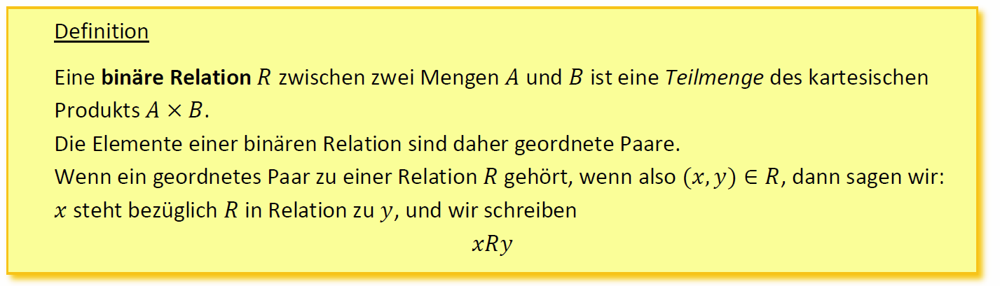 Definition
Eine binäre Relation R zwischen zwei Mengen A und B ist eine Teilmenge des kartesischen
Produkts A × B.
Die Elemente einer binären Relation sind daher geordnete Paare.
Wenn ein geordnetes Paar zu einer Relation R gehört, wenn also (x, y) ∈ R, dann sagen wir:
x steht bezüglich R in Relation zu y, und wir schreiben
xRy